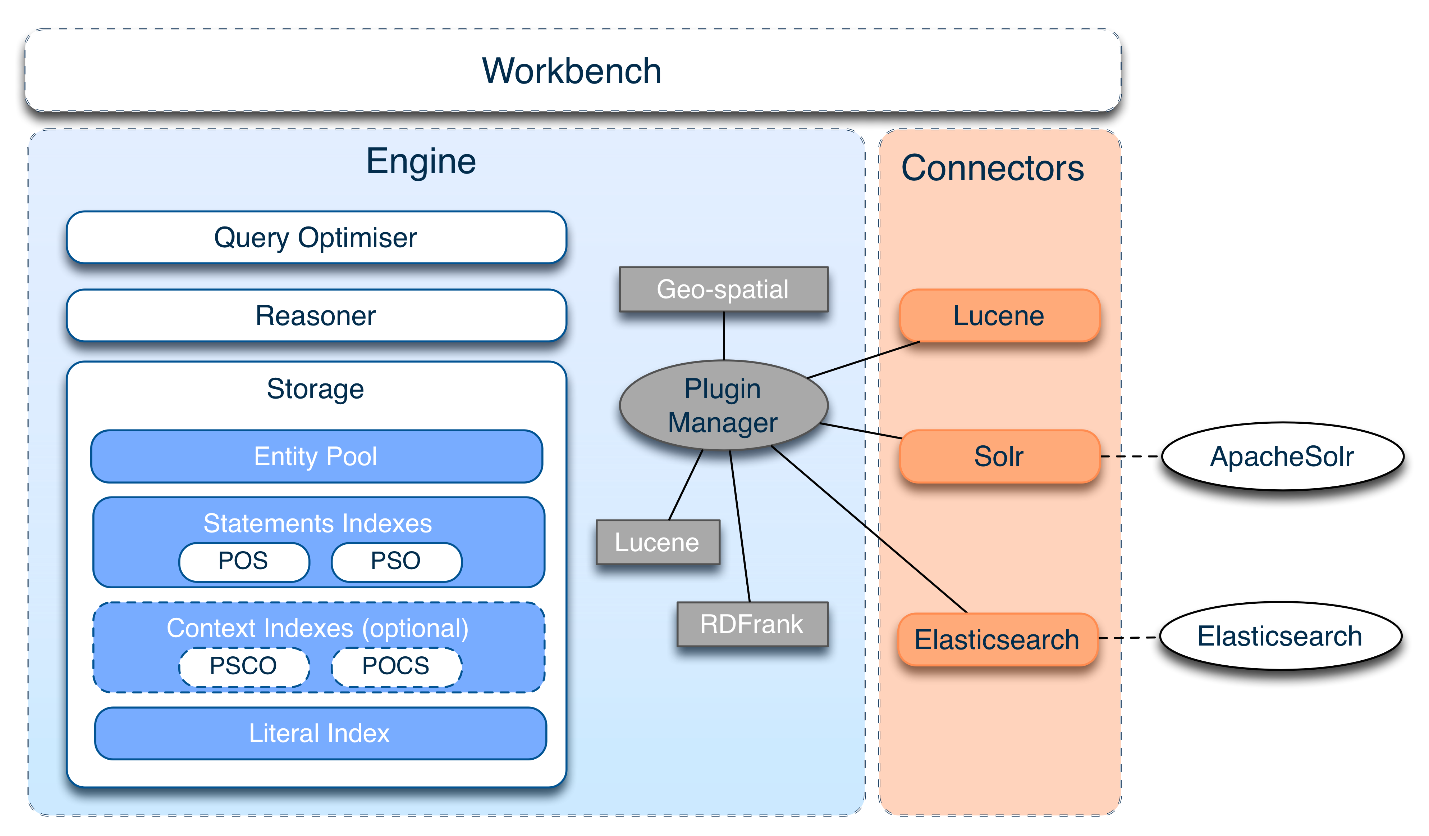 Workbench
Engine
Query Optimiser
Reasoner
Storage
Entity Pool
Statements Indexes
POS
PSO
Context Indexes (optional)
PSCO
POCS
Literal Index
Geo-spatial
Plugin
Manager
Lucene
RDFrank
Connectors
Lucene
Solr
Elasticsearch
ApacheSolr
Elasticsearch